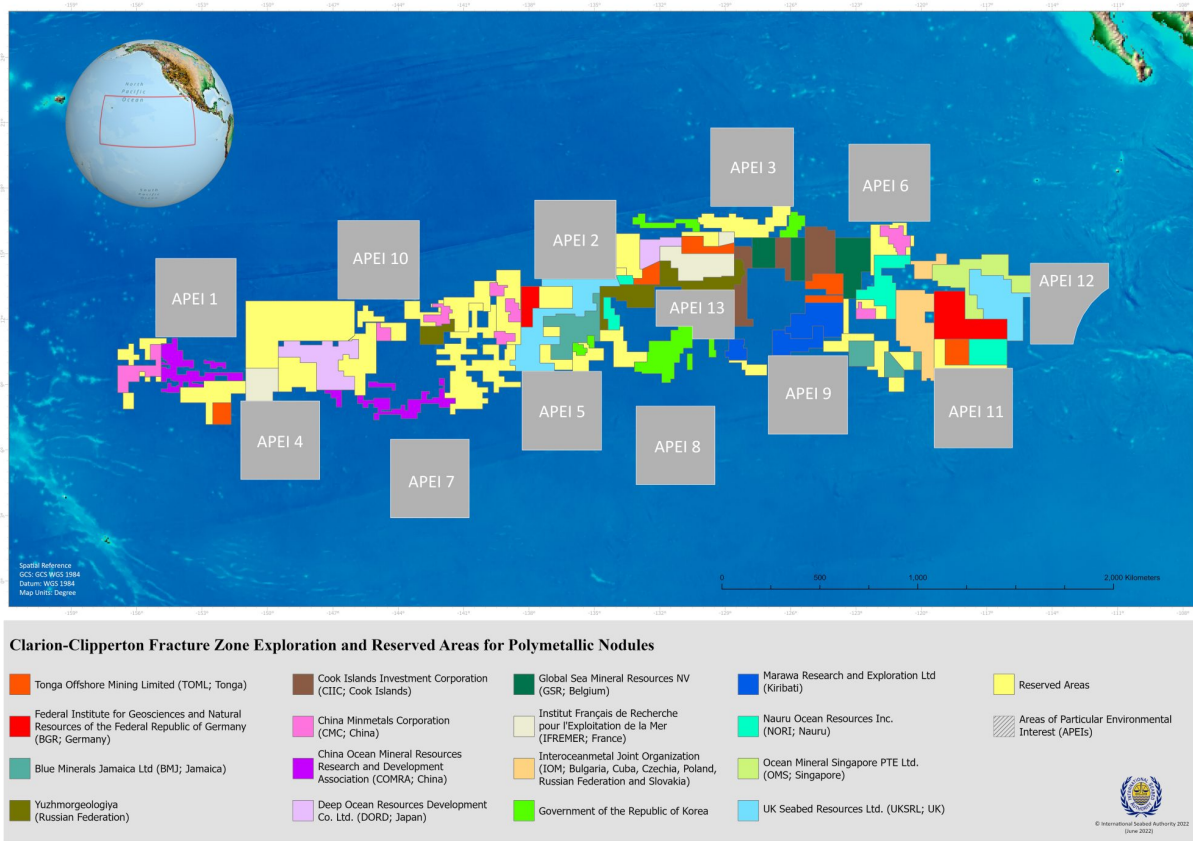 North
Pacific
Ocean
South
Pacific
Ocean
APEI 3
APEI 6
APEI 10
APEI 2
APEI 1
APEI 12
APEI 13
APEI 9
APEI 5
APEI 11
APEI 4
APEI 8
APEI 7
Spatial Reference
GCS: GCS WGS 1984
Datum: WGS 1984
Map Units: Degree
0 500 1,000 2,000 Kilometers
Clarion-Clipperton Fracture Zone Exploration and Reserved Areas for Polymetallic Nodules
Tonga Offshore Mining Limited (TOML; Tonga)
Federal Institute for Geosciences and Natural
Resources of the Federal Republic of Germany
(BGR; Germany)
Blue Minerals Jamaica Ltd (BMJ; Jamaica)
Yuzhmorgeologiya
(Russian Federation)
Cook Islands Investment Corporation
(CIIC; Cook Islands)
China Minmetals Corporation
(CMC; China)
China Ocean Mineral Resources
Research and Development
Association (COMRA; China)
Deep Ocean Resources Development
Co. Ltd. (DORD; Japan)
Global Sea Mineral Resources NV
(GSR; Belgium)
Institut Français de Recherche
pour l'Exploitation de la Mer
(IFREMER; France)
Interoceanmetal Joint Organization
(IOM; Bulgaria, Cuba, Czechia, Poland,
Russian Federation and Slovakia)
Government of the Republic of Korea
Marawa Research and Exploration Ltd
(Kiribati)
Nauru Ocean Resources Inc.
(NORI; Nauru)
Ocean Mineral Singapore PTE Ltd.
(OMS; Singapore)
UK Seabed Resources Ltd. (UKSRL; UK)
Reserved Areas
Areas of Particular Environmental
Interest (APEIs)
© International Seabed Authority 2022
(June 2022)